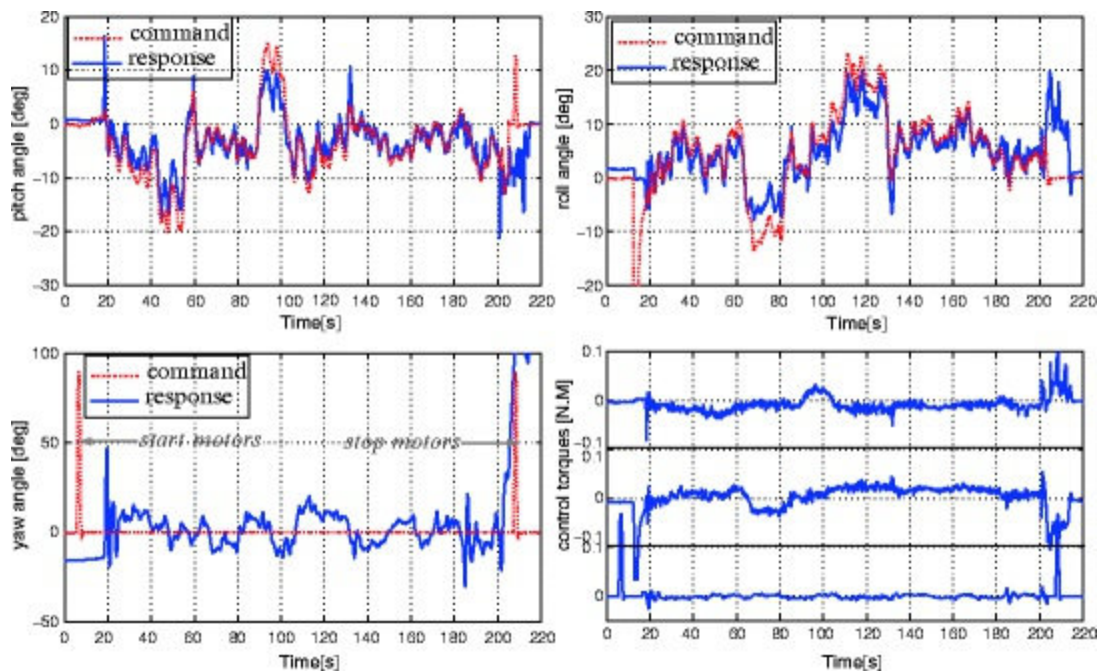 20
10
0
−10
−20
−30
pitch angle [deg]
command
response
0 20 40 60 80 100 120 140 160 180 200 220
Time[s]
30
20
10
0
−10
−20
roll angle [deg]
command
response
0 20 40 60 80 100 120 140 160 180 200 220
Time[s]
100
50
0
−50
yaw angle [deg]
command
response
start motors
stop motors
0 20 40 60 80 100 120 140 160 180 200 220
Time[s]
0.1
0
−0.1
0.1
0
−0.1
0.1
0
control torques [N.M]
0 20 40 60 80 100 120 140 160 180 200 220
Time[s]